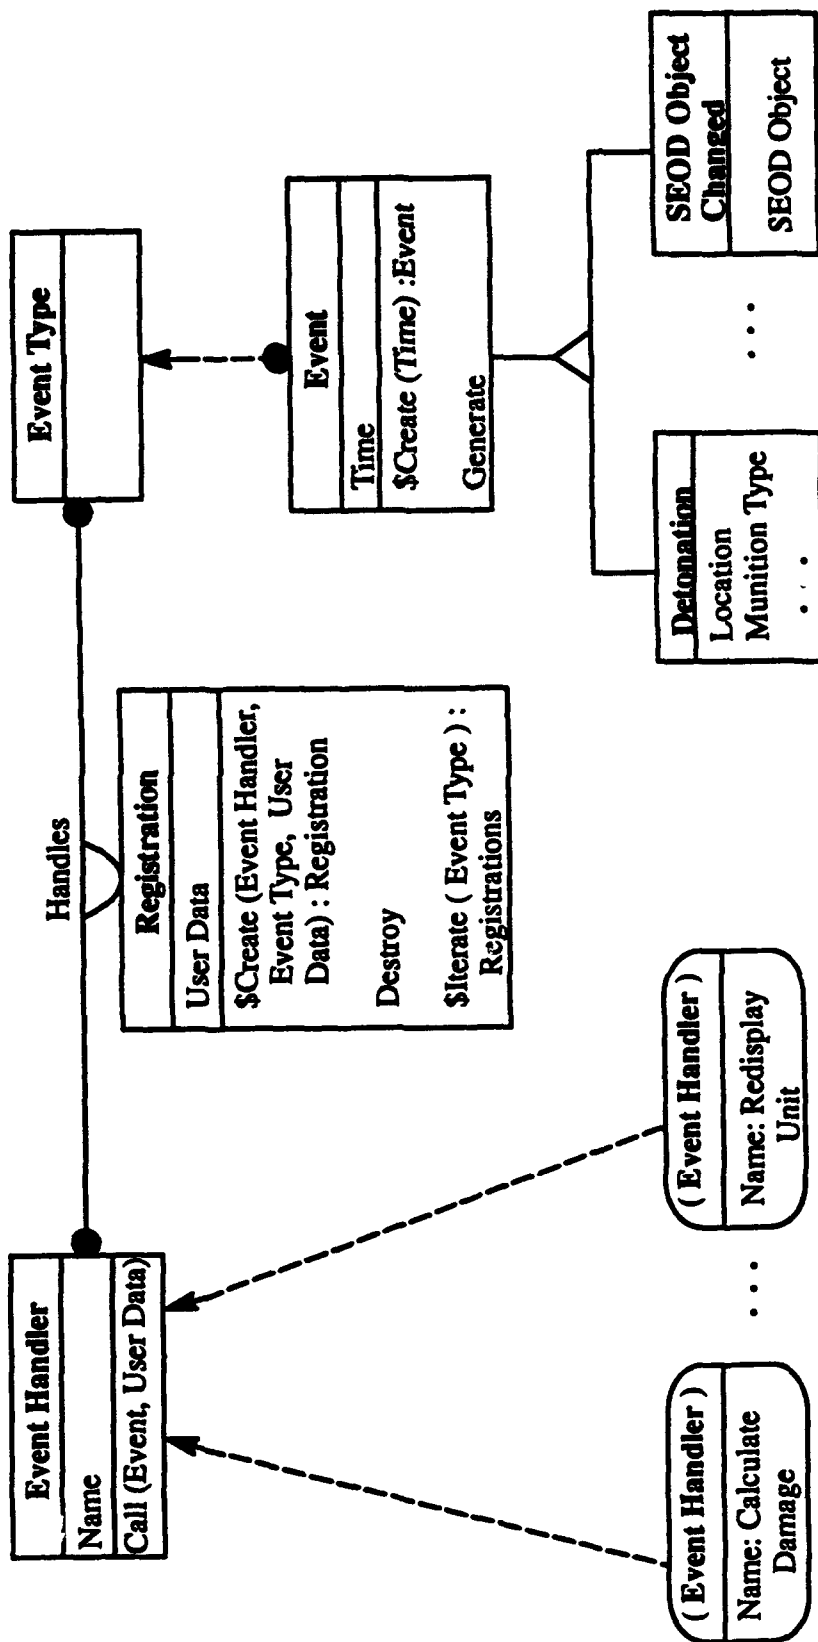 Event Handler
Name
Call (Event, User Data)
Handles
Event Type
Registration
User Data
$Create (Event Handler,
Event Type, User
Data) : Registration
Destroy
$Iterate ( Event Type ) :
Registrations
Event
Time
$Create (Time) :Event
Generate
( Event Handler )
Name: Calculate
Damage
. . .
( Event Handler )
Name: Redisplay
Unit
Detonation
Location
Munition Type
. . .
. . .
SEOD Object
Changed
SEOD Object